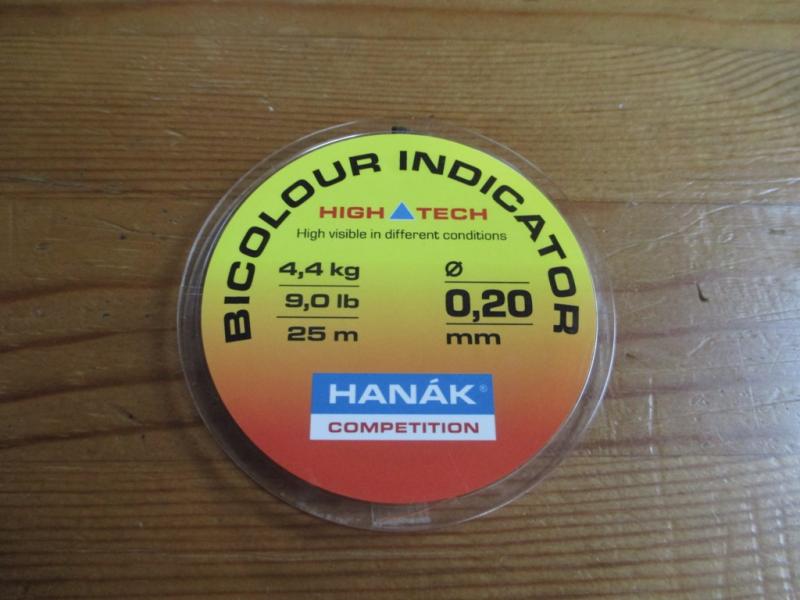 BICOLOUR INDICATOR
HIGH TECH
High visible in different conditions
4,4 kg
9,0 lb
25 m
Ø
0,20
mm
HANÁK®
COMPETITION